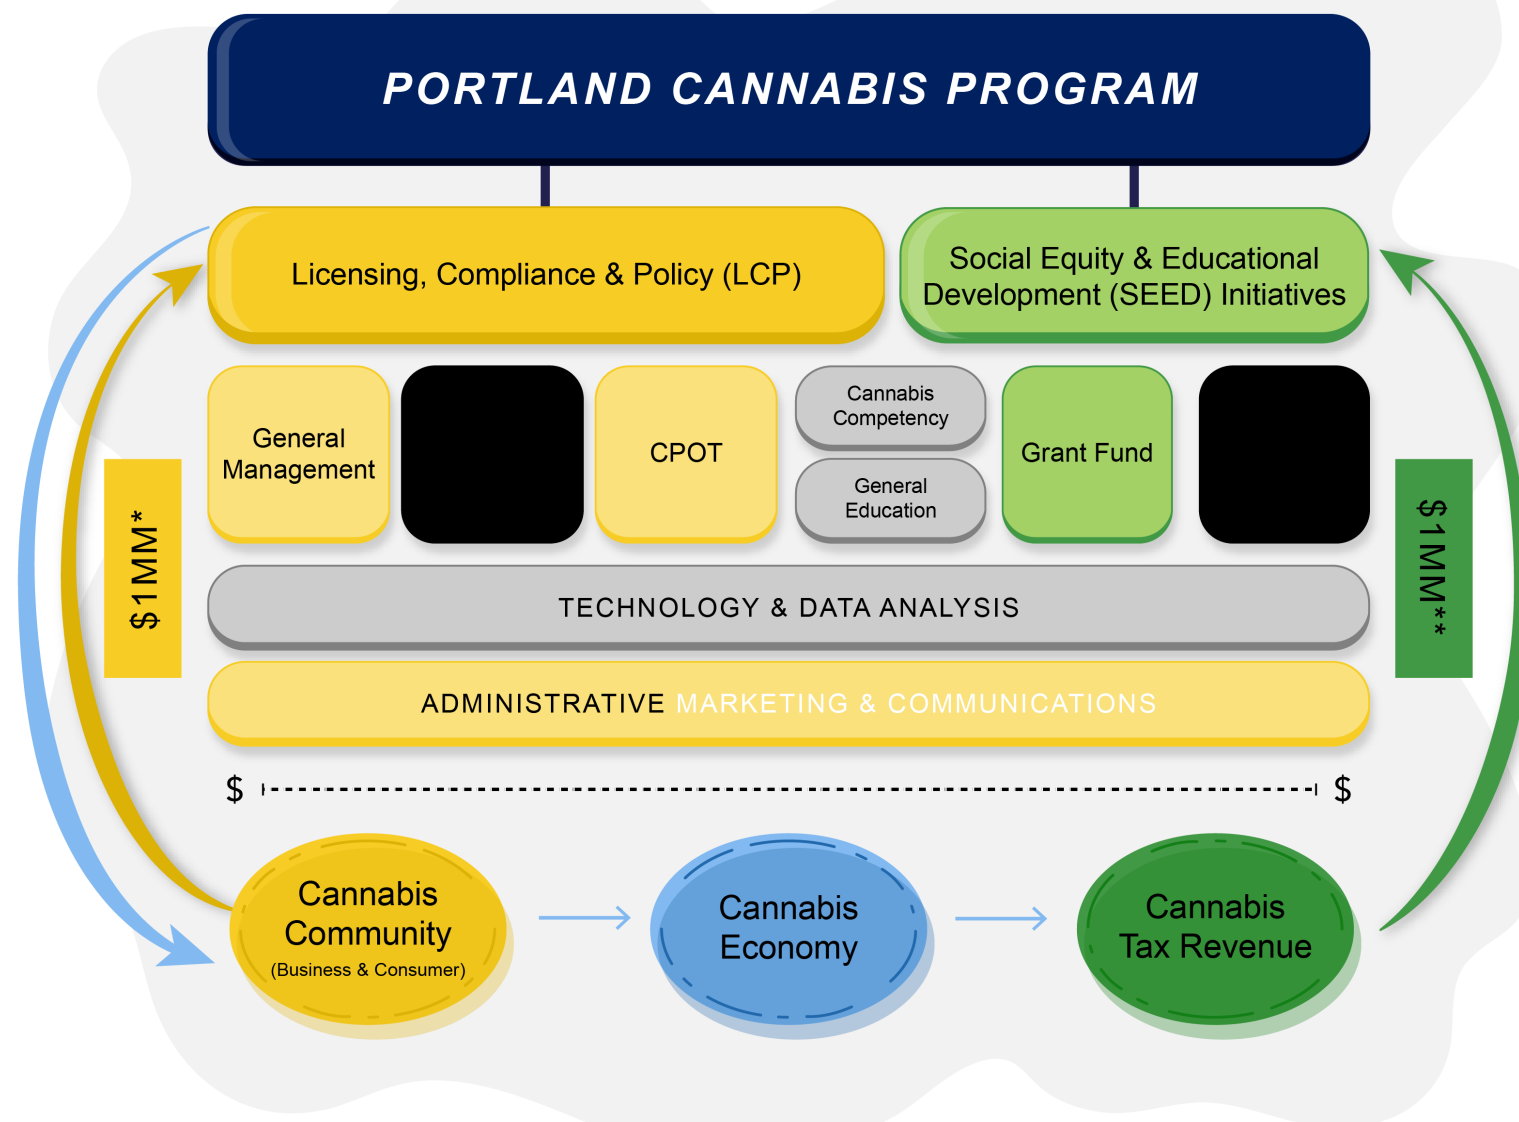 PORTLAND CANNABIS PROGRAM
Licensing, Compliance & Policy (LCP)
Social Equity & Educational
Development (SEED) Initiatives
General
Management
CPOT
Cannabis
Competency
General
Education
Grant Fund
$1MM*
$1MM**
TECHNOLOGY & DATA ANALYSIS
ADMINISTRATIVE MARKETING & COMMUNICATIONS
$ $
Cannabis
Community
(Business & Consumer)
Cannabis
Economy
Cannabis
Tax Revenue